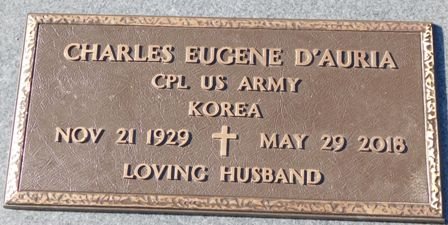 CHARLES EUGENE D'AURIA
CPL US ARMY
KOREA
NOV 21 1929 MAY 29 2018
LOVING HUSBAND